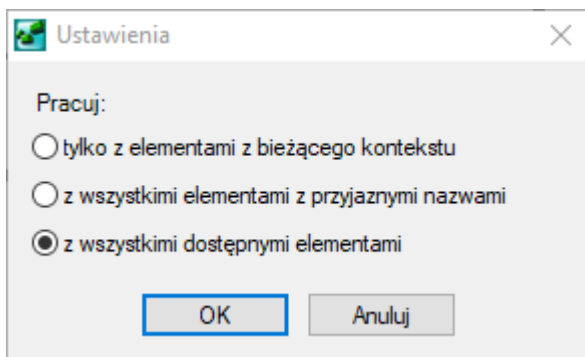 Ustawienia
Pracuj:
tylko z elementami z bieżącego kontekstu
z wszystkimi elementami z przyjaznymi nazwami
z wszystkimi dostępnymi elementami
OK Anuluj